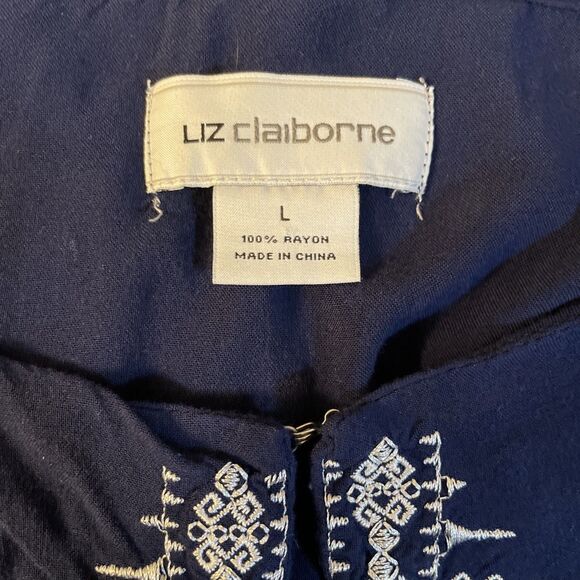 LIZ claiborne
L
100% RAYON
MADE IN CHINA